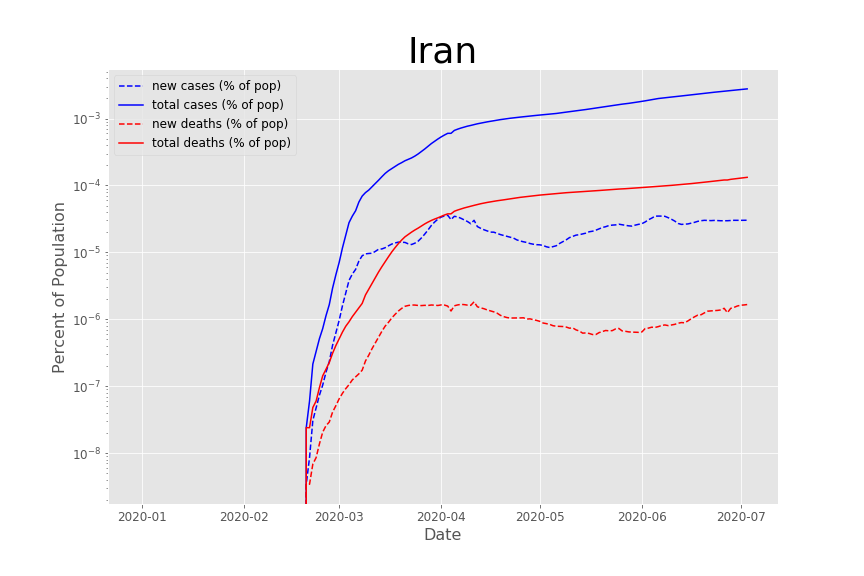 Iran
new cases (% of pop)
total cases (% of pop)
new deaths (% of pop)
total deaths (% of pop)
Percent of Population
10⁻³
10⁻⁴
10⁻⁵
10⁻⁶
10⁻⁷
10⁻⁸
2020-01 2020-02 2020-03 2020-04 2020-05 2020-06 2020-07
Date